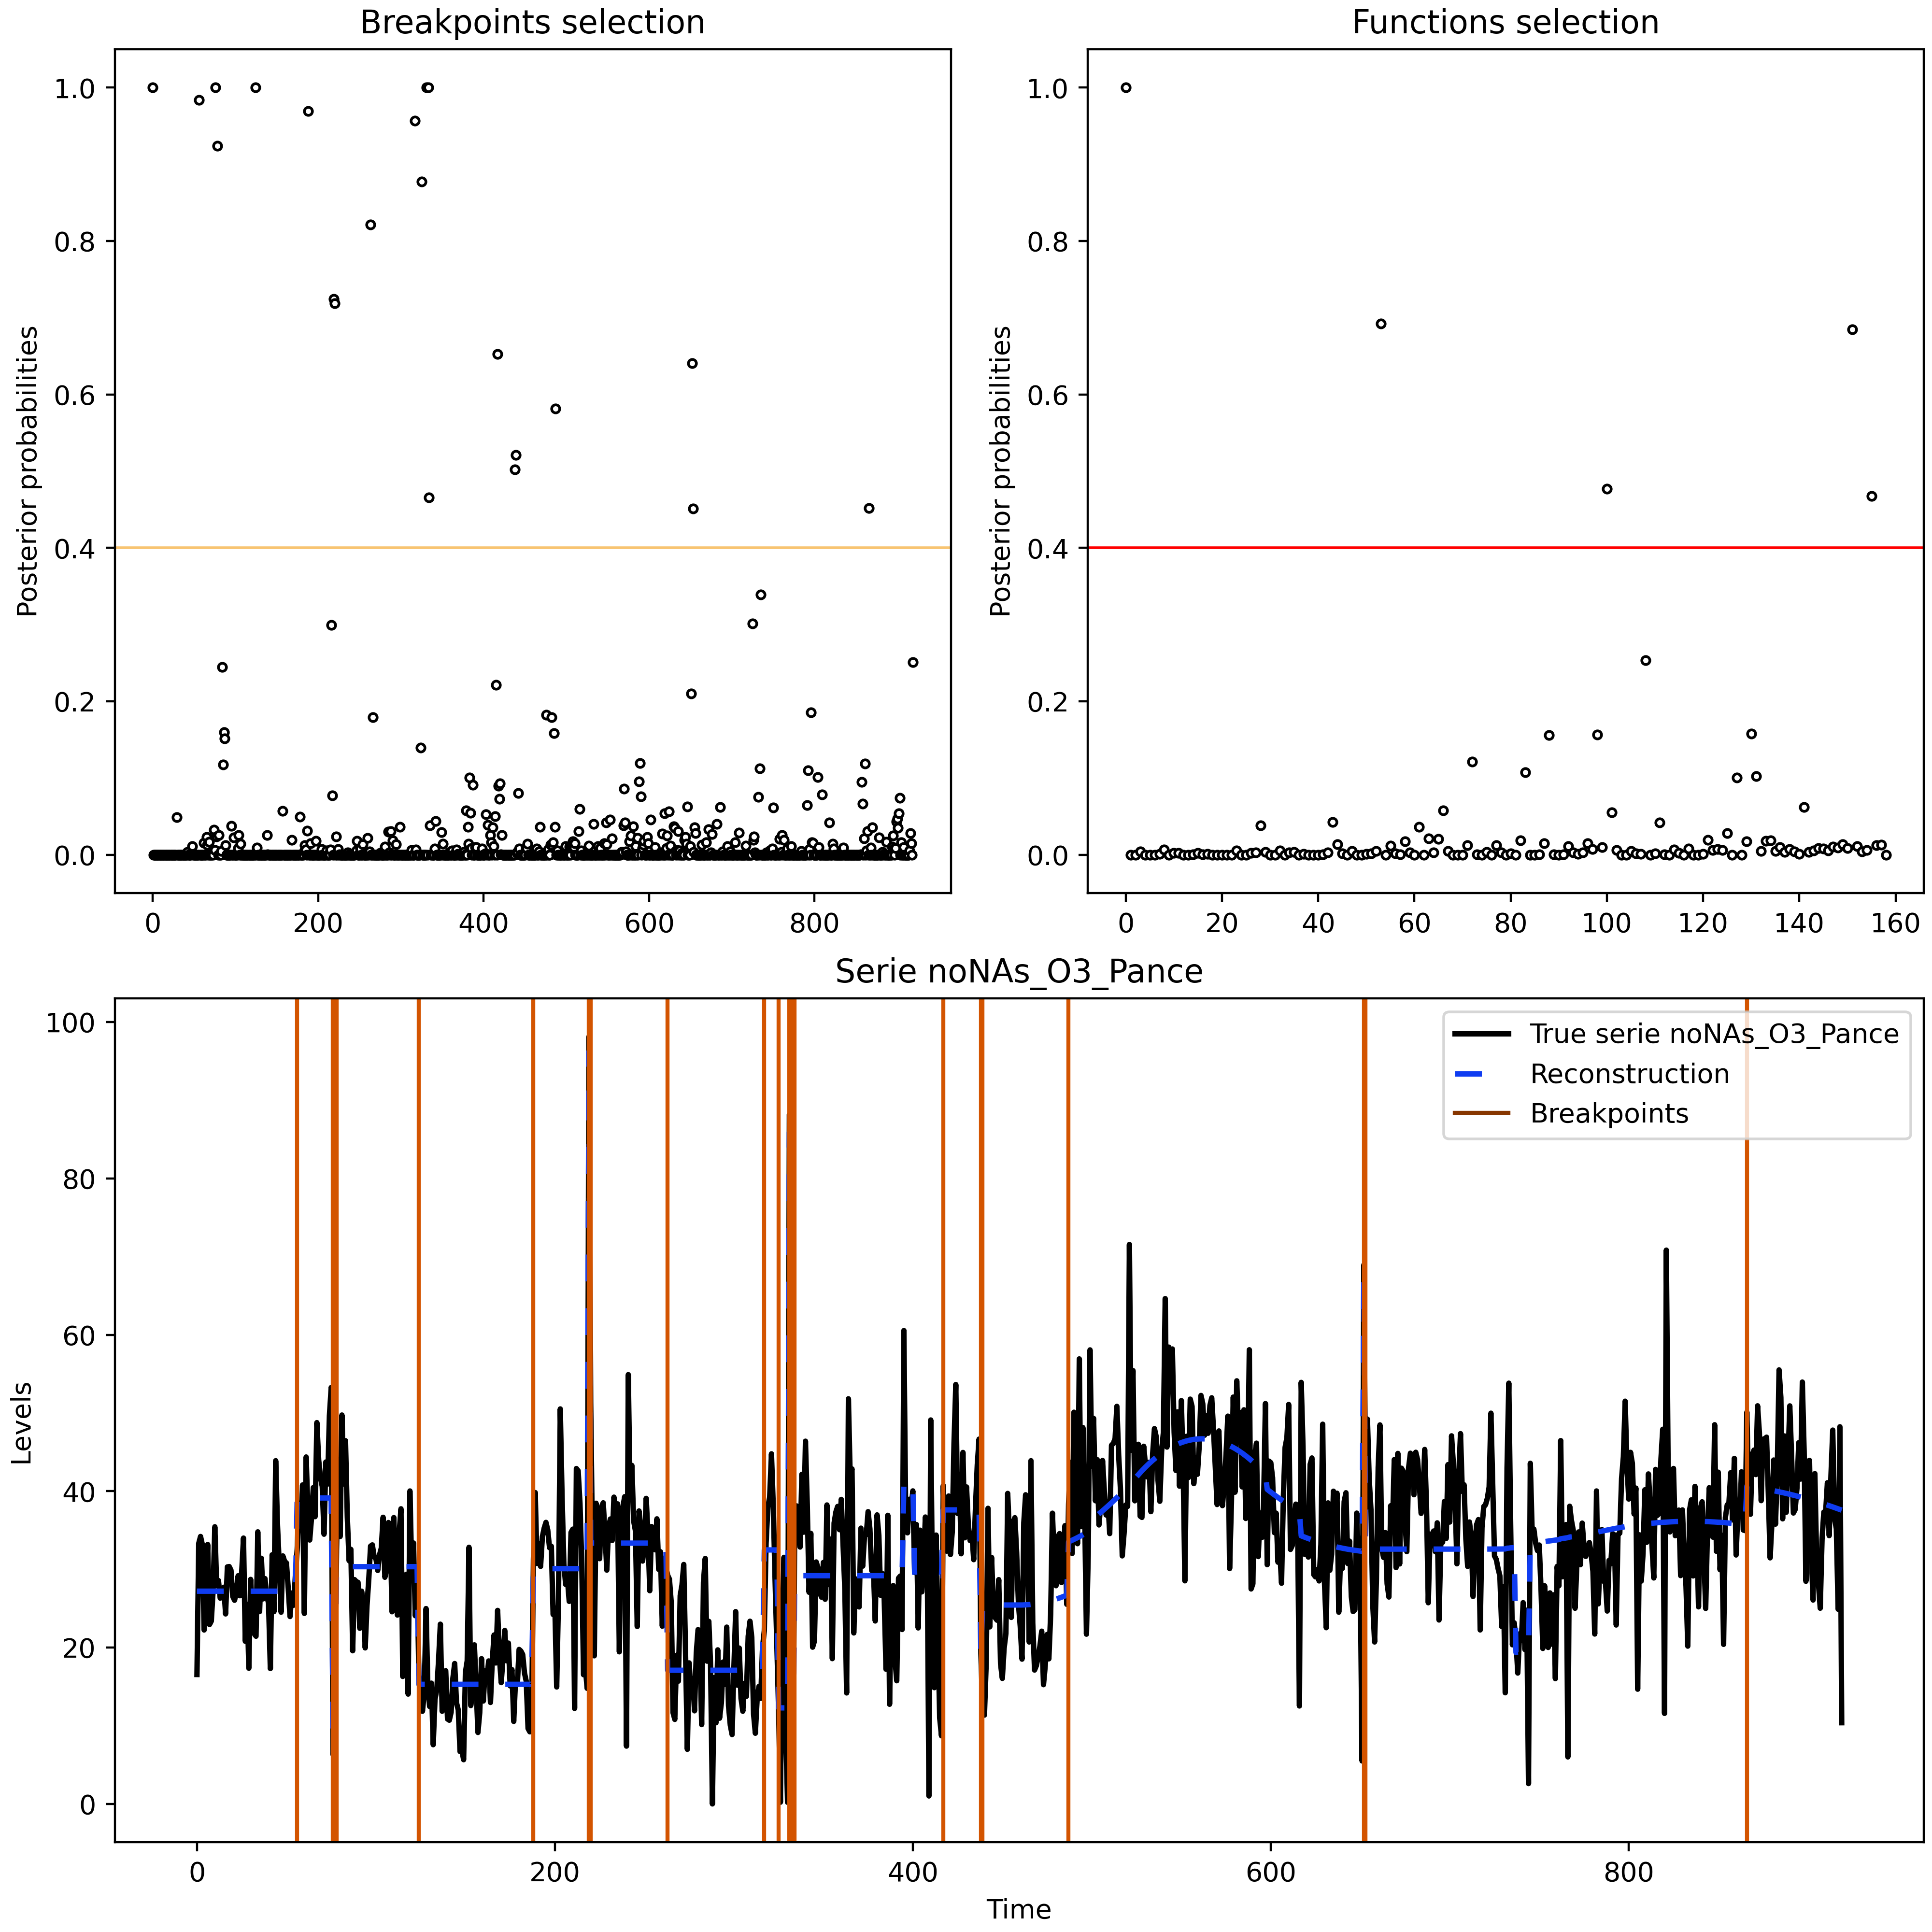 Breakpoints selection
Functions selection
Posterior probabilities
1.0
0.8
0.6
0.4
0.2
0.0
0 200 400 600 800
Posterior probabilities
1.0
0.8
0.6
0.4
0.2
0.0
0 20 40 60 80 100 120 140 160
Serie noNAs_O3_Pance
Levels
100
80
60
40
20
0
True serie noNAs_O3_Pance
Reconstruction
Breakpoints
0 200 400 600 800
Time